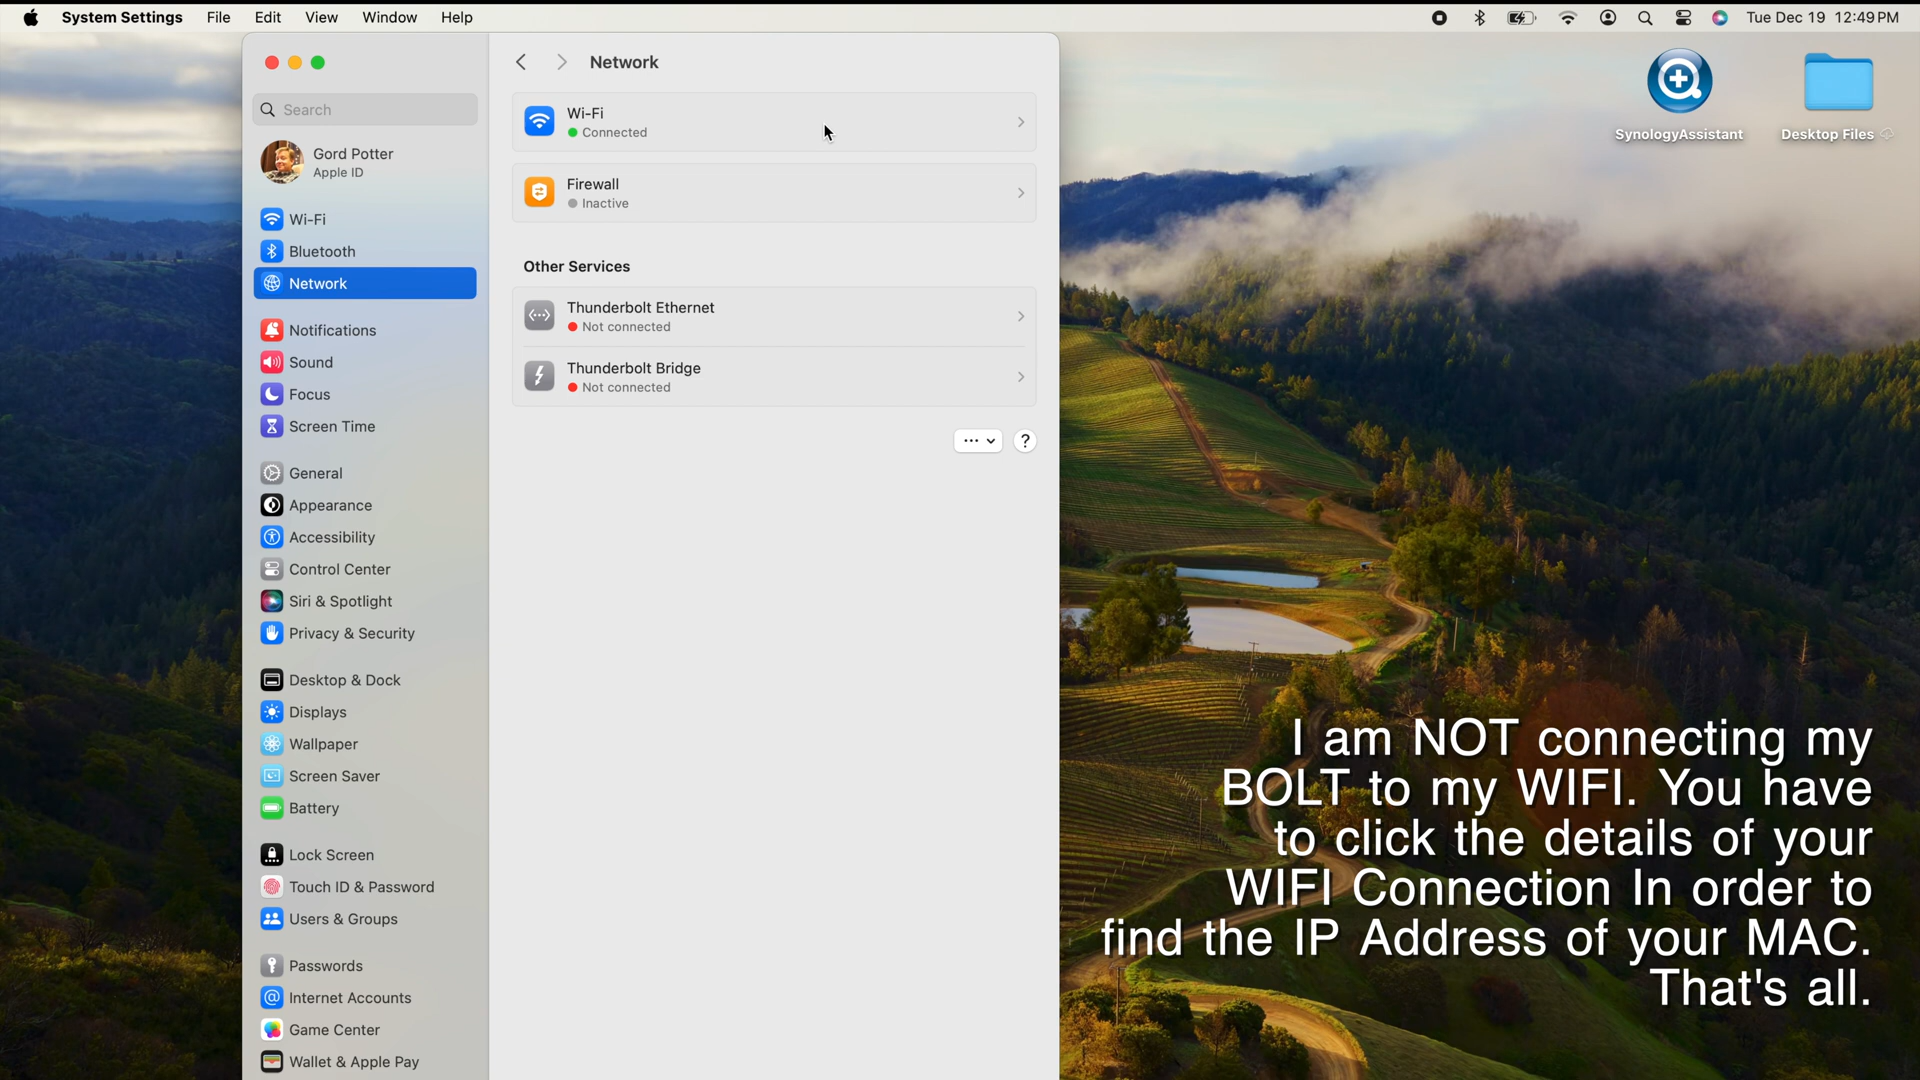 System Settings File Edit View Window Help
Tue Dec 19 12:49 PM
Search
Gord Potter
Apple ID
Wi-Fi
Bluetooth
Network
Notifications
Sound
Focus
Screen Time
General
Appearance
Accessibility
Control Center
Siri & Spotlight
Privacy & Security
Desktop & Dock
Displays
Wallpaper
Screen Saver
Battery
Lock Screen
Touch ID & Password
Users & Groups
Passwords
Internet Accounts
Game Center
Wallet & Apple Pay
Network
Wi-Fi
Connected
Firewall
Inactive
Other Services
Thunderbolt Ethernet
Not connected
Thunderbolt Bridge
Not connected
?
SynologyAssistant
Desktop Files
I am NOT connecting my
BOLT to my WIFI. You have
to click the details of your
WIFI Connection In order to
find the IP Address of your MAC.
That's all.